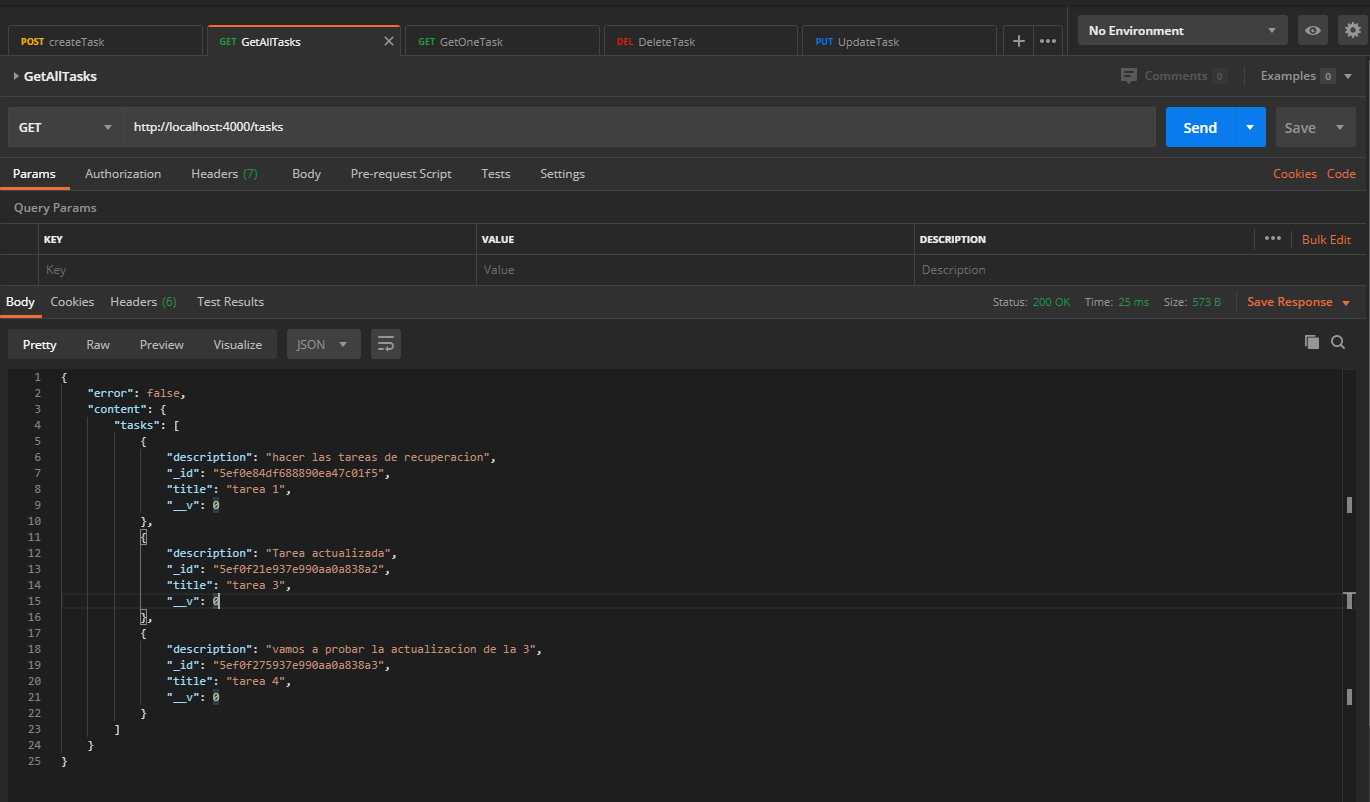 POST createTask GET GetAllTasks GET GetOneTask DEL DeleteTask PUT UpdateTask No Environment
GetAllTasks Comments 0 Examples 0
GET http://localhost:4000/tasks Send Save
Params Authorization Headers (7) Body Pre-request Script Tests Settings Cookies Code
Query Params
KEY VALUE DESCRIPTION Bulk Edit
Key Value Description
Body Cookies Headers (6) Test Results Status: 200 OK Time: 25 ms Size: 573 B Save Response
Pretty Raw Preview Visualize JSON
1 {
2 "error": false,
3 "content": {
4 "tasks": [
5 {
6 "description": "hacer las tareas de recuperacion",
7 "_id": "5ef0e84df688890ea47c01f5",
8 "title": "tarea 1",
9 "__v": 0
10 },
11 {
12 "description": "Tarea actualizada",
13 "_id": "5ef0f21e937e990aa0a838a2",
14 "title": "tarea 3",
15 "__v": 0
16 },
17 {
18 "description": "vamos a probar la actualizacion de la 3",
19 "_id": "5ef0f275937e990aa0a838a3",
20 "title": "tarea 4",
21 "__v": 0
22 }
23 ]
24 }
25 }